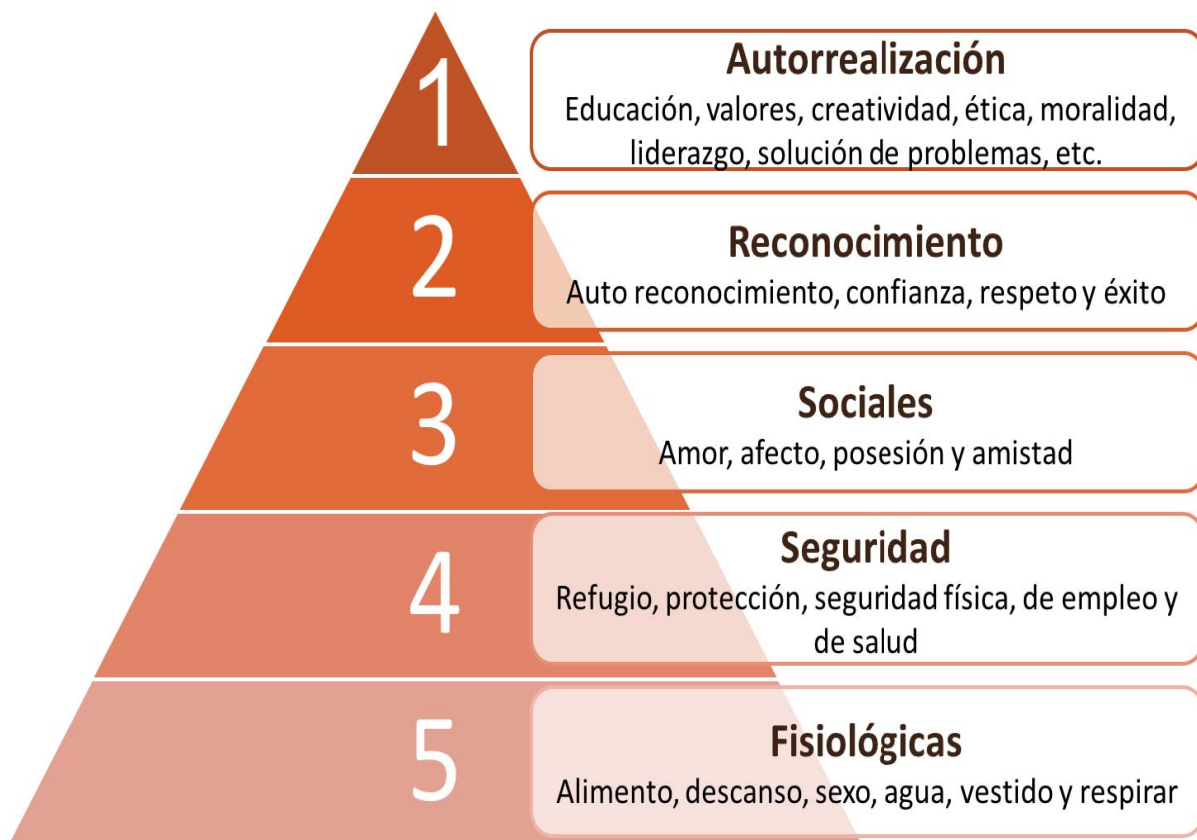 1
Autorrealización
Educación, valores, creatividad, ética, moralidad,
liderazgo, solución de problemas, etc.
2
Reconocimiento
Auto reconocimiento, confianza, respeto y éxito
3
Sociales
Amor, afecto, posesión y amistad
4
Seguridad
Refugio, protección, seguridad física, de empleo y
de salud
5
Fisiológicas
Alimento, descanso, sexo, agua, vestido y respirar